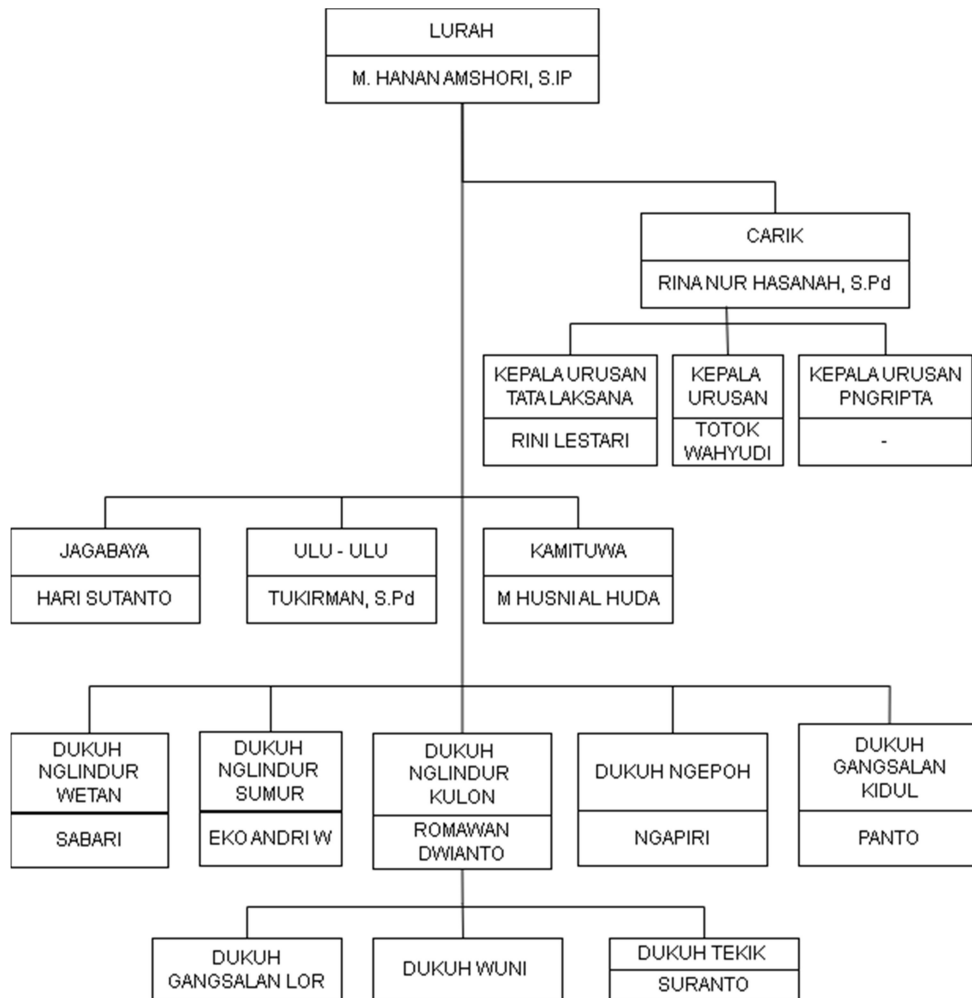 LURAH
M. HANAN AMSHORI, S.IP
CARIK
RINA NUR HASANAH, S.Pd
KEPALA URUSAN
TATA LAKSANA
RINI LESTARI
KEPALA
URUSAN
TOTOK
WAHYUDI
KEPALA URUSAN
PNGRIPTA
-
JAGABAYA
HARI SUTANTO
ULU - ULU
TUKIRMAN, S.Pd
KAMITUWA
M HUSNI AL HUDA
DUKUH
NGLINDUR
WETAN
SABARI
DUKUH
NGLINDUR
SUMUR
EKO ANDRI W
DUKUH
NGLINDUR
KULON
ROMAWAN
DWIANTO
DUKUH NGEPOH
NGAPIRI
DUKUH
GANGSALAN
KIDUL
PANTO
DUKUH
GANGSALAN LOR
DUKUH WUNI
DUKUH TEKIK
SURANTO